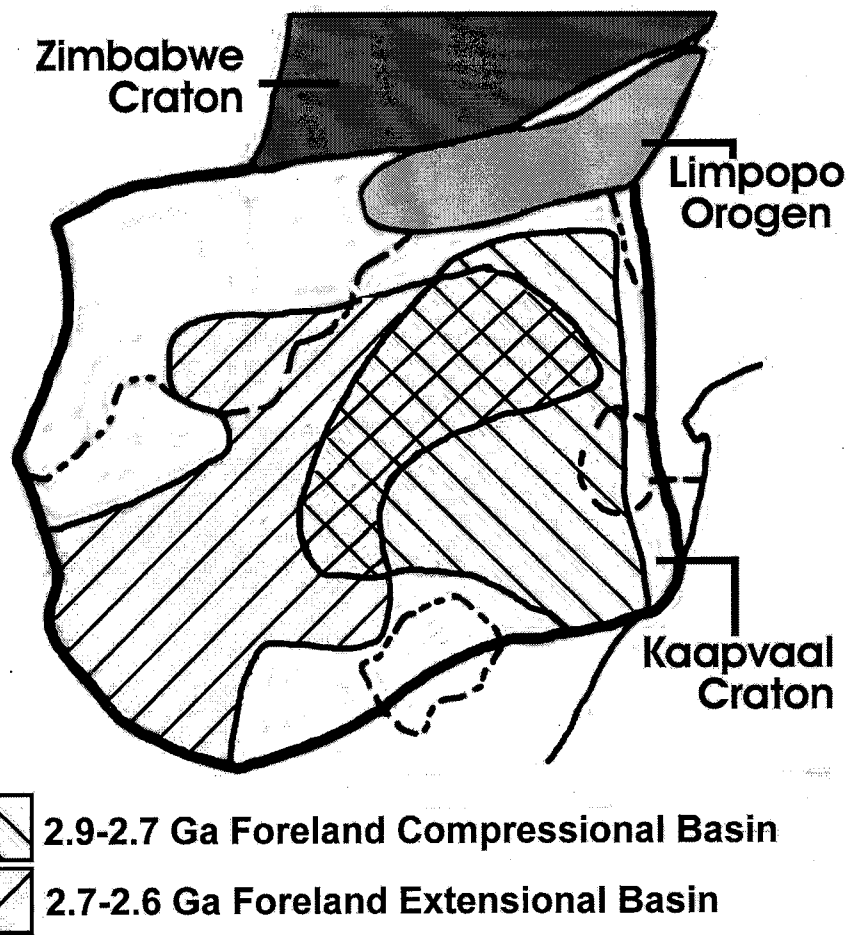 Zimbabwe
Craton
Limpopo
Orogen
Kaapvaal
Craton
2.9-2.7 Ga Foreland Compressional Basin
2.7-2.6 Ga Foreland Extensional Basin